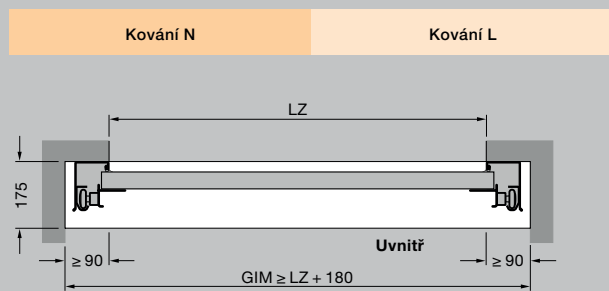 Kování N
Kování L
LZ
175
Uvnitř
≥ 90
≥ 90
GIM ≥ LZ + 180